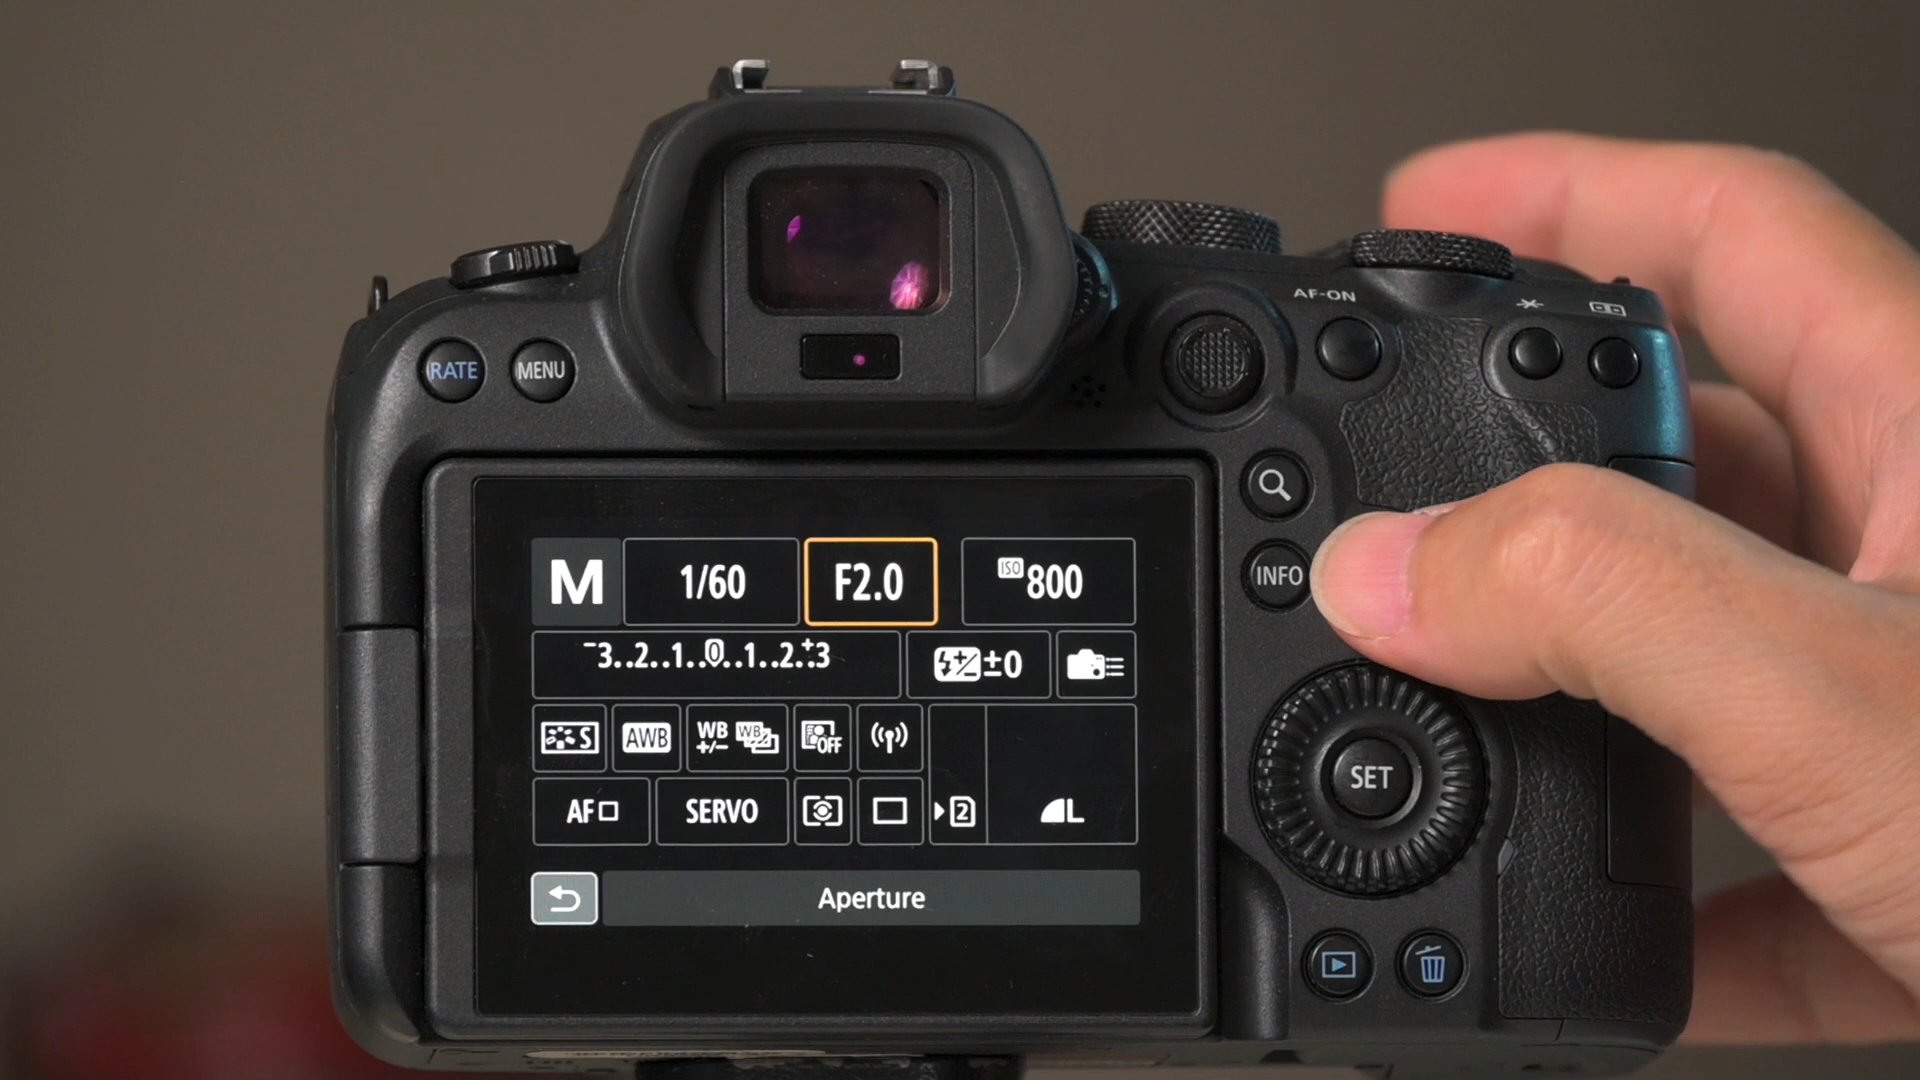 AF-ON
RATE MENU
INFO
M 1/60 F2.0 ISO 800
-3..2..1..0..1..2.+3 ±0
S AWB WB +/- WB OFF
AF SERVO 2 L
SET
Aperture